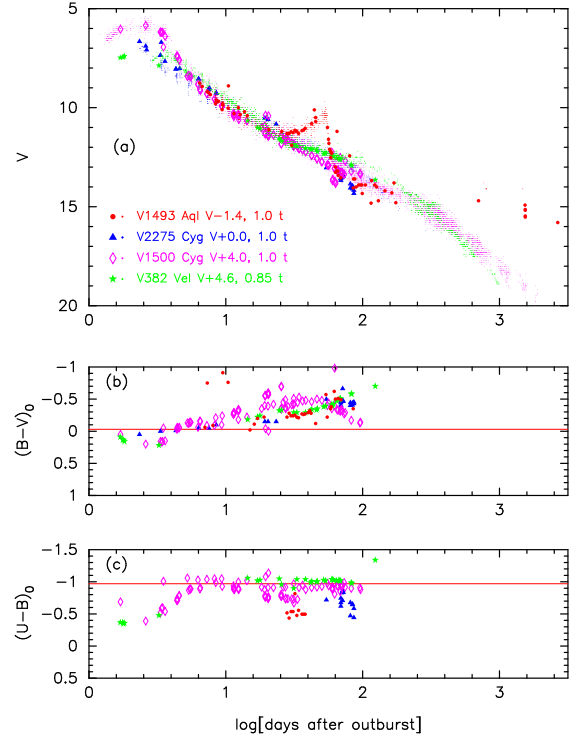 5
10
15
20
V
(a)
V1493 Aql V−1.4, 1.0 t
V2275 Cyg V+0.0, 1.0 t
V1500 Cyg V+4.0, 1.0 t
V382 Vel V+4.6, 0.85 t
0 1 2 3
−1
−0.5
0
0.5
1
(B−V)0
(b)
0 1 2 3
−1.5
−1
−0.5
0
0.5
(U−B)0
(c)
0 1 2 3
log[days after outburst]